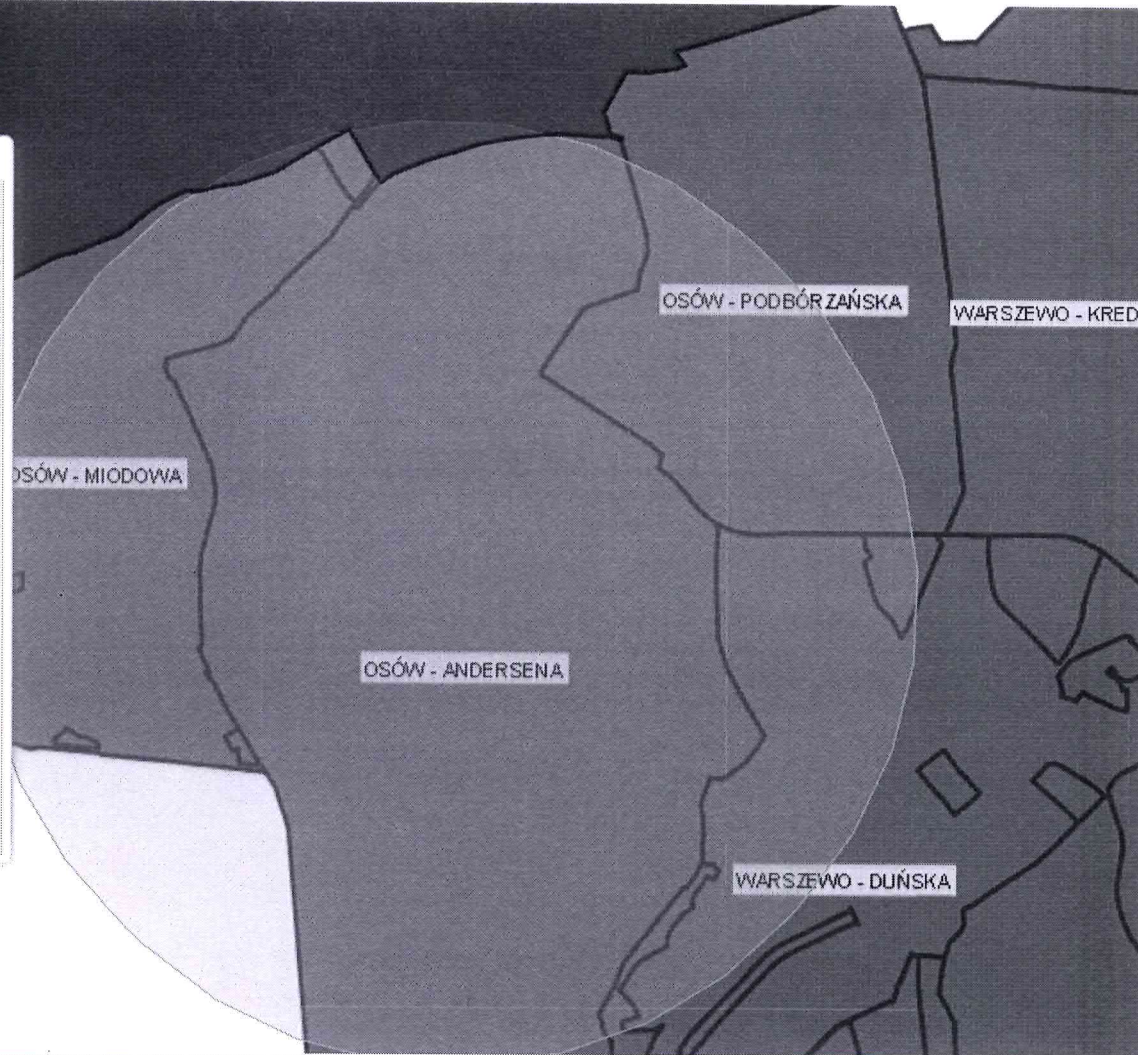 OSÓW - PODBÓRZAŃSKA
WARSZEWO - KRED
OSÓW - MIODOWA
OSÓW - ANDERSENA
WARSZEWO - DUŃSKA